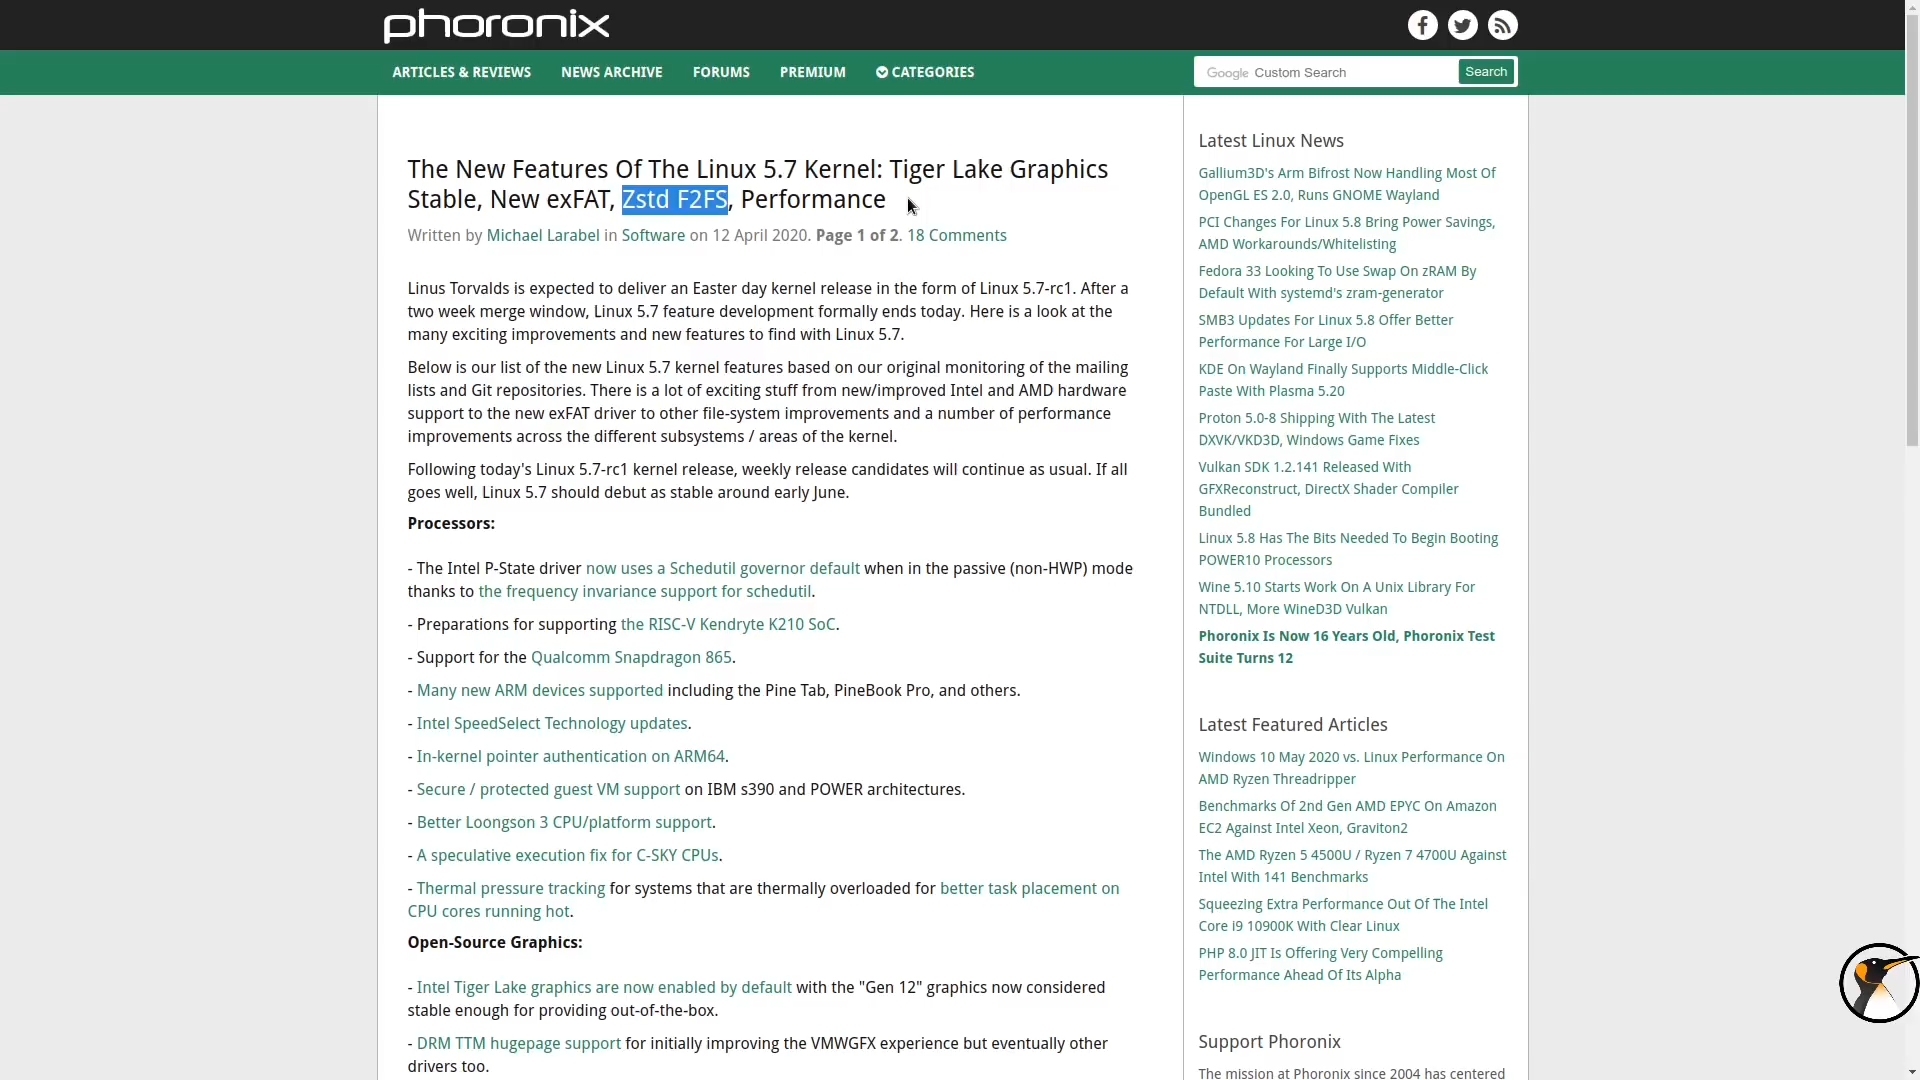 phoronix
ARTICLES & REVIEWS NEWS ARCHIVE FORUMS PREMIUM CATEGORIES
Google Custom Search Search
The New Features Of The Linux 5.7 Kernel: Tiger Lake Graphics
Stable, New exFAT, Zstd F2FS, Performance
Written by Michael Larabel in Software on 12 April 2020. Page 1 of 2. 18 Comments
Linus Torvalds is expected to deliver an Easter day kernel release in the form of Linux 5.7-rc1. After a
two week merge window, Linux 5.7 feature development formally ends today. Here is a look at the
many exciting improvements and new features to find with Linux 5.7.
Below is our list of the new Linux 5.7 kernel features based on our original monitoring of the mailing
lists and Git repositories. There is a lot of exciting stuff from new/improved Intel and AMD hardware
support to the new exFAT driver to other file-system improvements and a number of performance
improvements across the different subsystems / areas of the kernel.
Following today's Linux 5.7-rc1 kernel release, weekly release candidates will continue as usual. If all
goes well, Linux 5.7 should debut as stable around early June.
Processors:
- The Intel P-State driver now uses a Schedutil governor default when in the passive (non-HWP) mode
thanks to the frequency invariance support for schedutil.
- Preparations for supporting the RISC-V Kendryte K210 SoC.
- Support for the Qualcomm Snapdragon 865.
- Many new ARM devices supported including the Pine Tab, PineBook Pro, and others.
- Intel SpeedSelect Technology updates.
- In-kernel pointer authentication on ARM64.
- Secure / protected guest VM support on IBM s390 and POWER architectures.
- Better Loongson 3 CPU/platform support.
- A speculative execution fix for C-SKY CPUs.
- Thermal pressure tracking for systems that are thermally overloaded for better task placement on
CPU cores running hot.
Open-Source Graphics:
- Intel Tiger Lake graphics are now enabled by default with the "Gen 12" graphics now considered
stable enough for providing out-of-the-box.
- DRM TTM hugepage support for initially improving the VMWGFX experience but eventually other
drivers too.
Latest Linux News
Gallium3D's Arm Bifrost Now Handling Most Of
OpenGL ES 2.0, Runs GNOME Wayland
PCI Changes For Linux 5.8 Bring Power Savings,
AMD Workarounds/Whitelisting
Fedora 33 Looking To Use Swap On zRAM By
Default With systemd's zram-generator
SMB3 Updates For Linux 5.8 Offer Better
Performance For Large I/O
KDE On Wayland Finally Supports Middle-Click
Paste With Plasma 5.20
Proton 5.0-8 Shipping With The Latest
DXVK/VKD3D, Windows Game Fixes
Vulkan SDK 1.2.141 Released With
GFXReconstruct, DirectX Shader Compiler
Bundled
Linux 5.8 Has The Bits Needed To Begin Booting
POWER10 Processors
Wine 5.10 Starts Work On A Unix Library For
NTDLL, More WineD3D Vulkan
Phoronix Is Now 16 Years Old, Phoronix Test
Suite Turns 12
Latest Featured Articles
Windows 10 May 2020 vs. Linux Performance On
AMD Ryzen Threadripper
Benchmarks Of 2nd Gen AMD EPYC On Amazon
EC2 Against Intel Xeon, Graviton2
The AMD Ryzen 5 4500U / Ryzen 7 4700U Against
Intel With 141 Benchmarks
Squeezing Extra Performance Out Of The Intel
Core i9 10900K With Clear Linux
PHP 8.0 JIT Is Offering Very Compelling
Performance Ahead Of Its Alpha
Support Phoronix
The mission at Phoronix since 2004 has centered